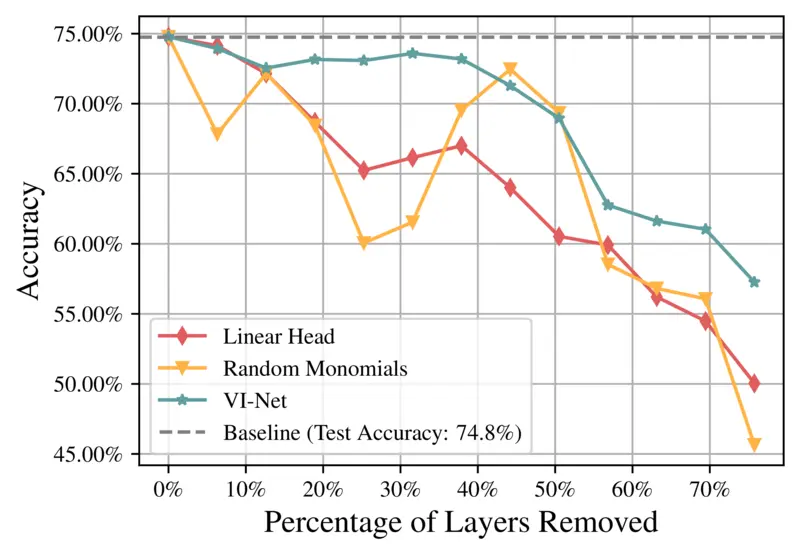 75.00%
70.00%
65.00%
60.00%
55.00%
50.00%
45.00%
Accuracy
Linear Head
Random Monomials
VI-Net
Baseline (Test Accuracy: 74.8%)
0% 10% 20% 30% 40% 50% 60% 70%
Percentage of Layers Removed